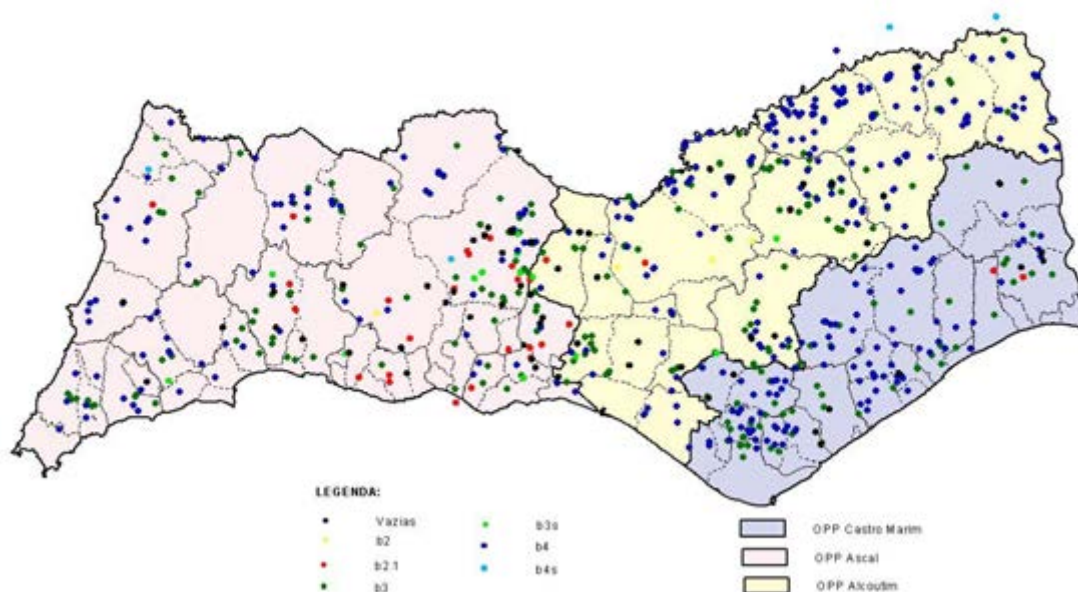 LEGENDA:
Vazias
b2
b2.1
b3
b3s
b4
b4s
OPP Castro Marim
OPP Ascal
OPP Alcoutim